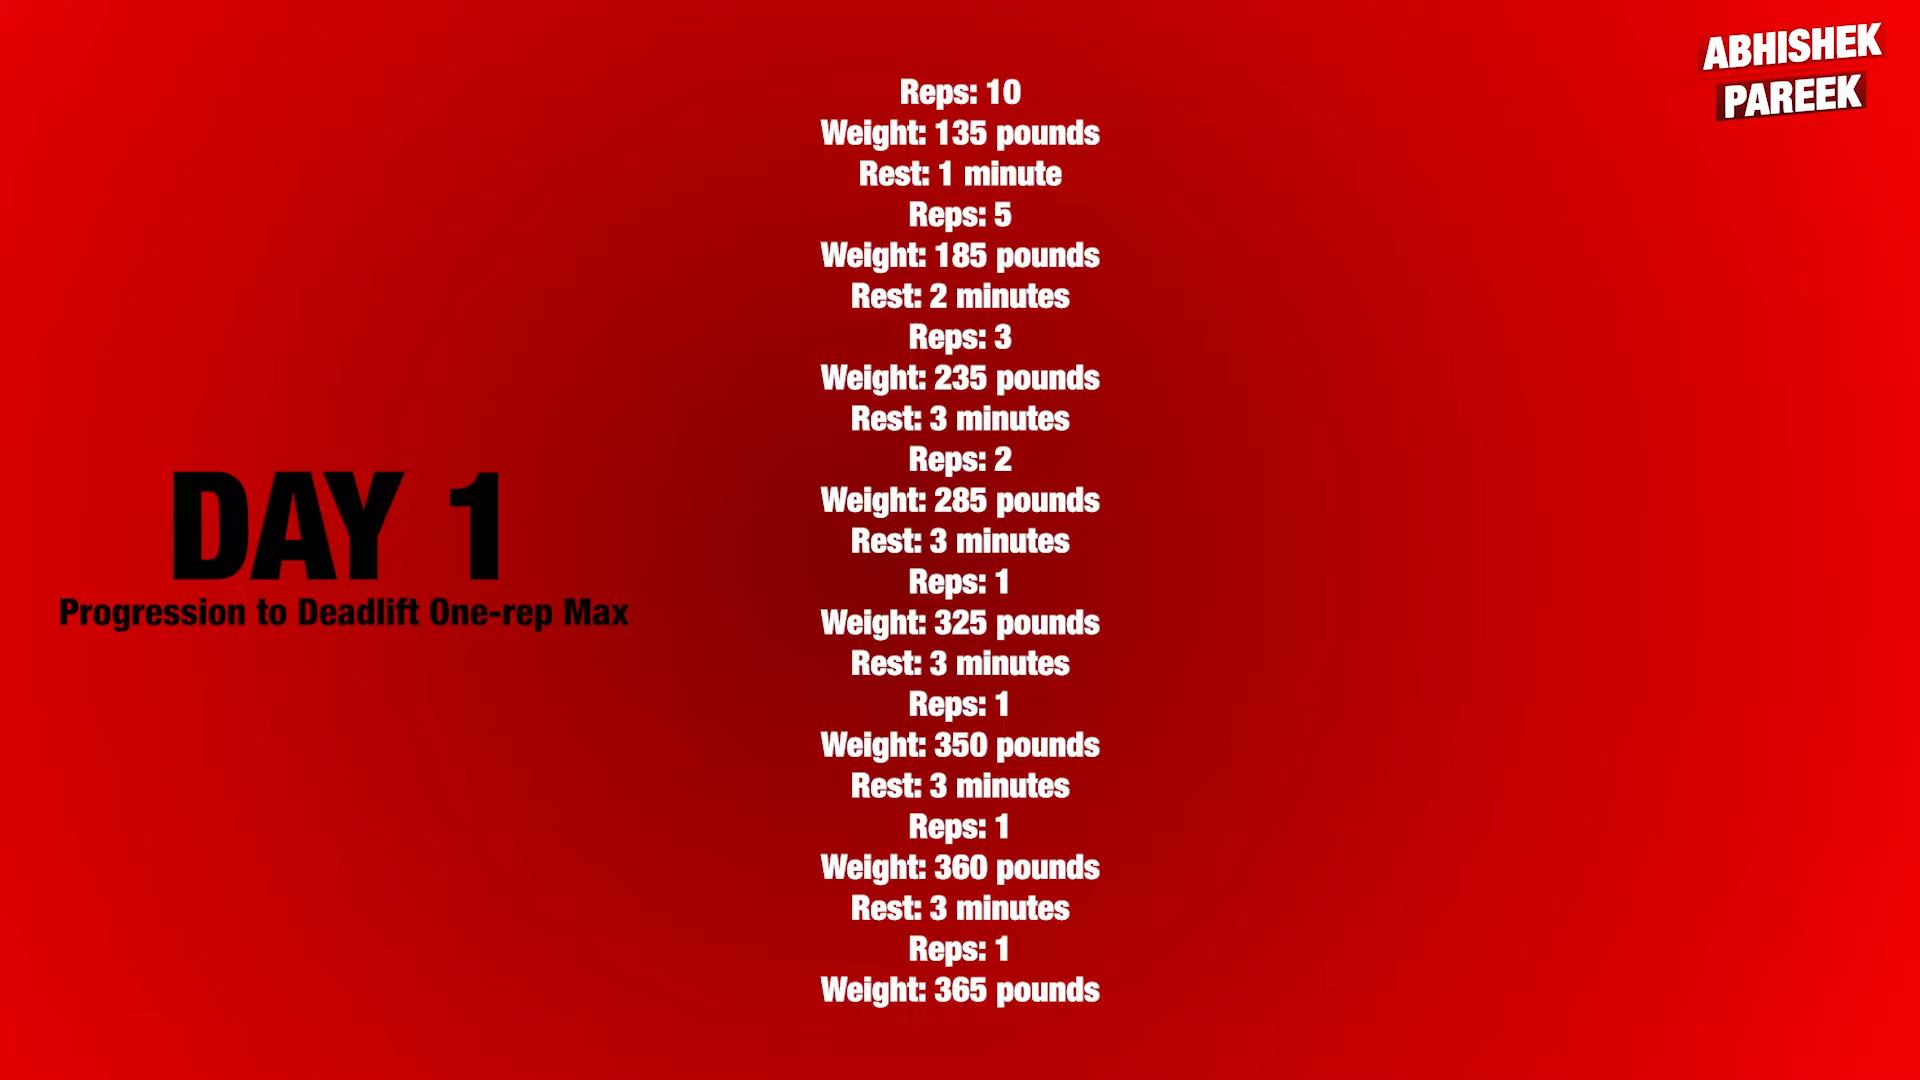 ABHISHEK
PAREEK
DAY 1
Progression to Deadlift One-rep Max
Reps: 10
Weight: 135 pounds
Rest: 1 minute
Reps: 5
Weight: 185 pounds
Rest: 2 minutes
Reps: 3
Weight: 235 pounds
Rest: 3 minutes
Reps: 2
Weight: 285 pounds
Rest: 3 minutes
Reps: 1
Weight: 325 pounds
Rest: 3 minutes
Reps: 1
Weight: 350 pounds
Rest: 3 minutes
Reps: 1
Weight: 360 pounds
Rest: 3 minutes
Reps: 1
Weight: 365 pounds